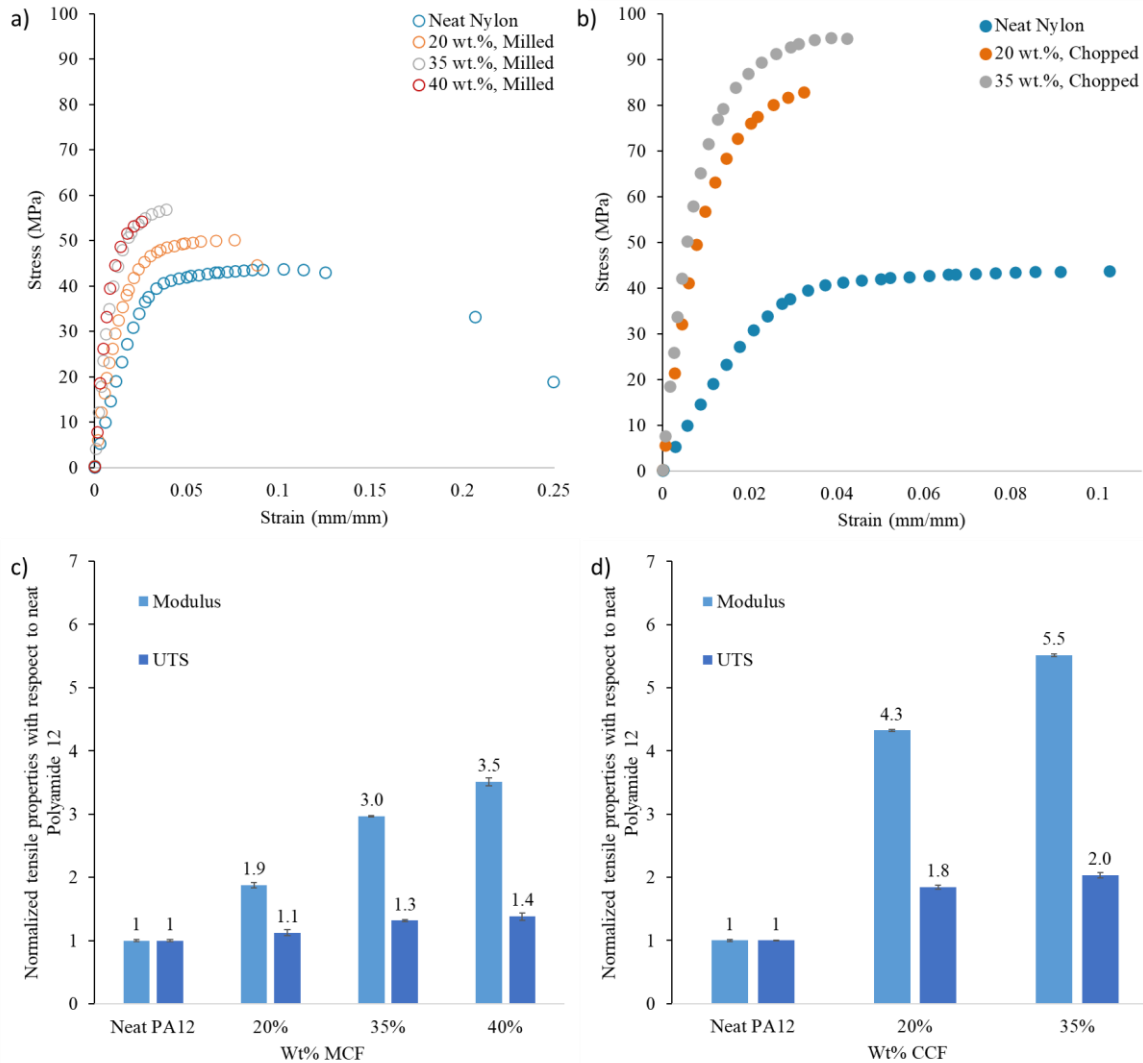 a)
Neat Nylon
20 wt.%, Milled
35 wt.%, Milled
40 wt.%, Milled
100
90
80
70
60
50
40
30
20
10
0
Stress (MPa)
0 0.05 0.1 0.15 0.2 0.25
Strain (mm/mm)
b)
Neat Nylon
20 wt.%, Chopped
35 wt.%, Chopped
100
90
80
70
60
50
40
30
20
10
0
Stress (MPa)
0 0.02 0.04 0.06 0.08 0.1
Strain (mm/mm)
c)
Modulus
UTS
7
6
5
4
3
2
1
0
Normalized tensile properties with respoect to neat
Polyamide 12
1 1 1.9 1.1 3.0 1.3 3.5 1.4
Neat PA12 20% 35% 40%
Wt% MCF
d)
Modulus
UTS
7
6
5
4
3
2
1
0
Normalized tensile properties with respoect to neat
Polyamide 12
1 1 4.3 1.8 5.5 2.0
Neat PA12 20% 35%
Wt% CCF